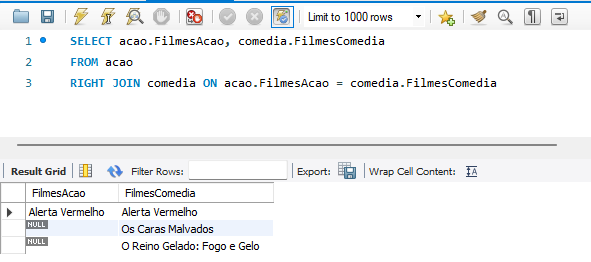 Limit to 1000 rows
1 SELECT acao.FilmesAcao, comedia.FilmesComedia
2 FROM acao
3 RIGHT JOIN comedia ON acao.FilmesAcao = comedia.FilmesComedia
Result Grid Filter Rows: Export: Wrap Cell Content:
FilmesAcao FilmesComedia
Alerta Vermelho Alerta Vermelho
NULL Os Caras Malvados
NULL O Reino Gelado: Fogo e Gelo